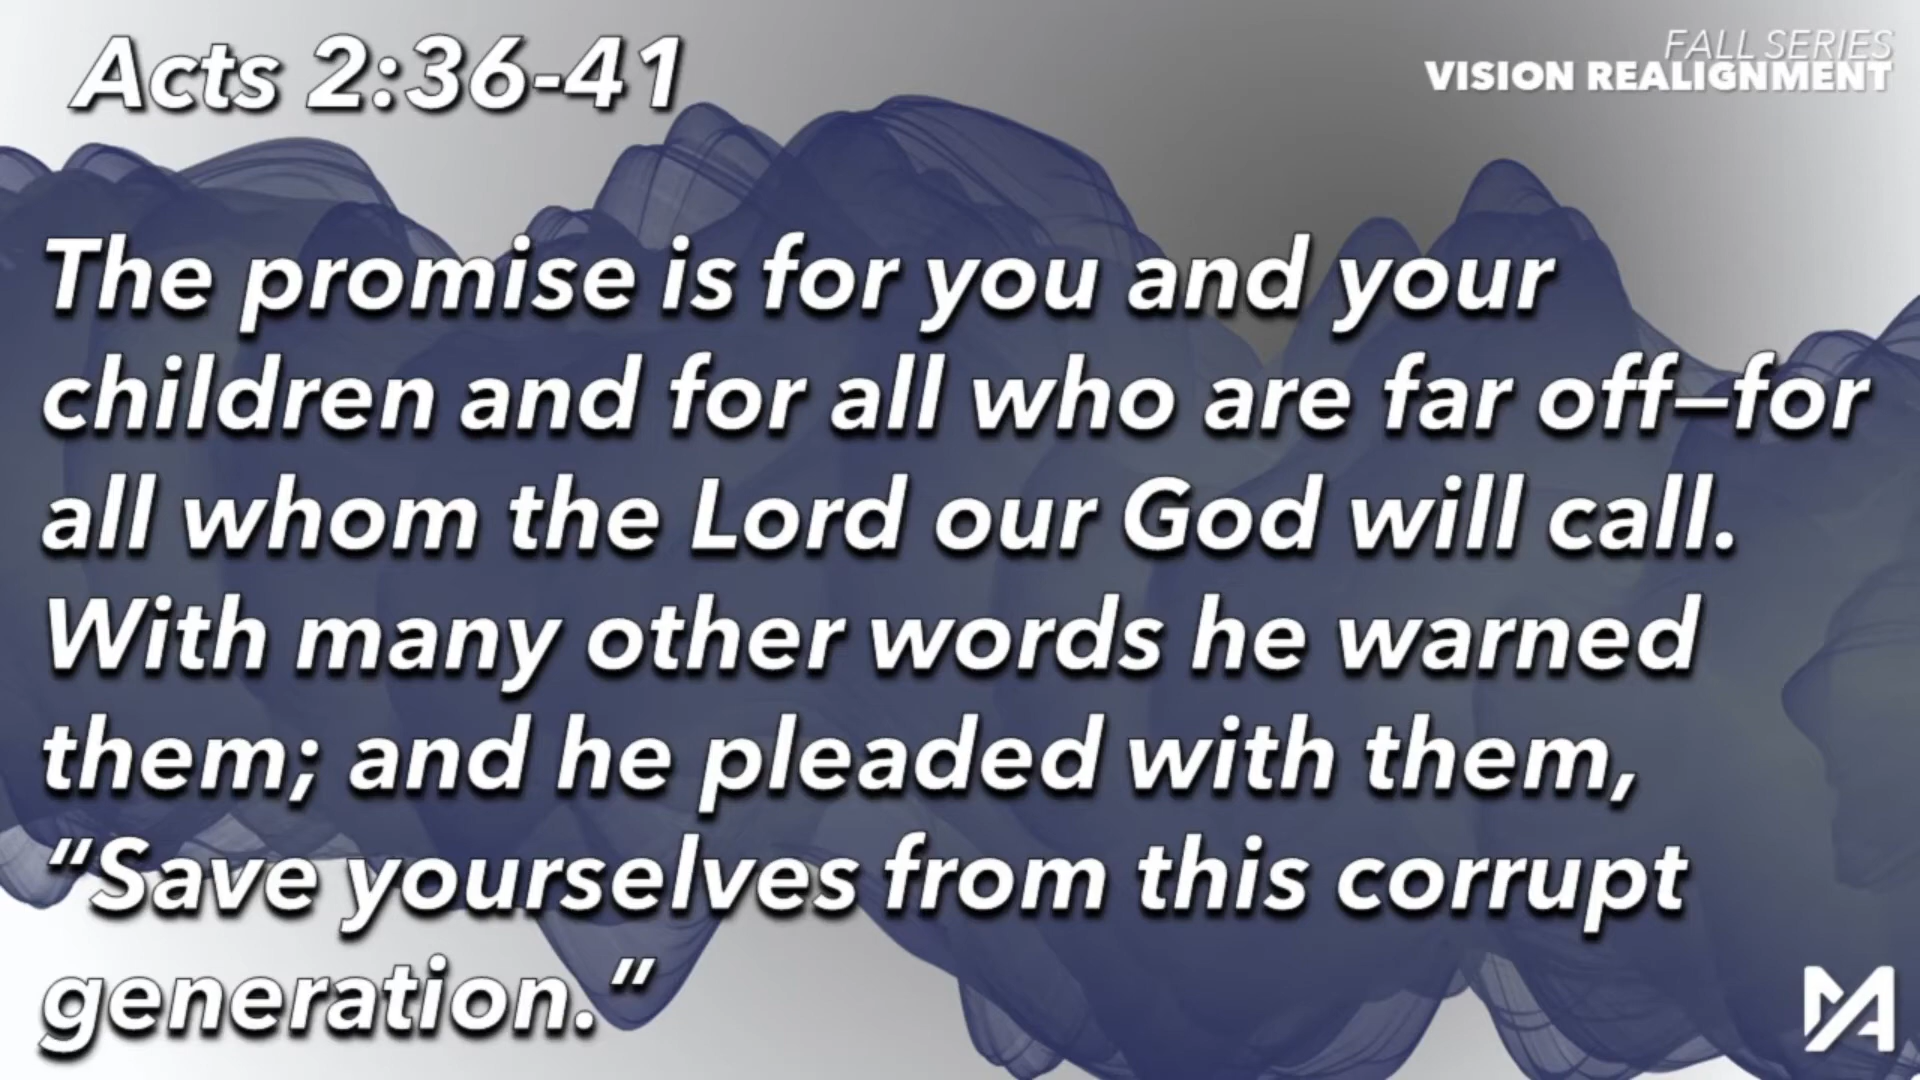 Acts 2:36-41
FALL SERIES
VISION REALIGNMENT
The promise is for you and your
children and for all who are far off—for
all whom the Lord our God will call.
With many other words he warned
them; and he pleaded with them,
“Save yourselves from this corrupt
generation.”